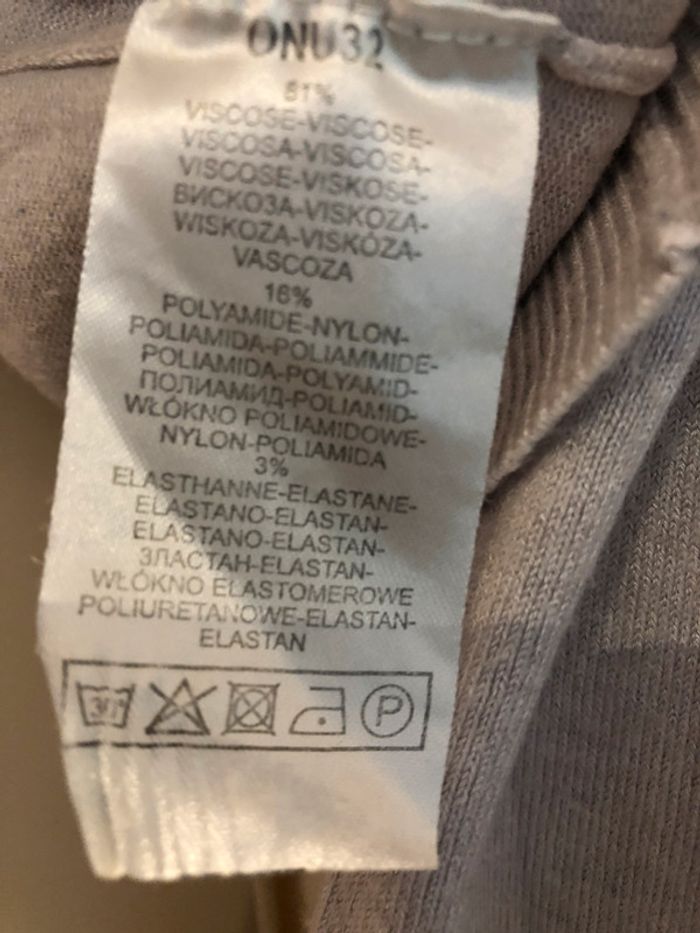 ONU32
81%
VISCOSE-VISCOSE-
VISCOSA-VISCOSA-
VISCOSE-VISKOSE-
ВИСКОЗА-VISKOZA-
WISKOZA-VISKÓZA-
VASCOZA
16%
POLYAMIDE-NYLON-
POLIAMIDA-POLIAMMIDE-
POLIAMIDA-POLYAMID-
ПОЛИАМИД-POLIAMID-
WŁÓKNO POLIAMIDOWE-
NYLON-POLIAMIDA
3%
ELASTHANNE-ELASTANE-
ELASTANO-ELASTAN-
ELASTANO-ELASTAN-
ЗЛАСТАН-ELASTAN-
WŁÓKNO ELASTOMEROWE
POLIURETANOWE-ELASTAN-
ELASTAN
30 P